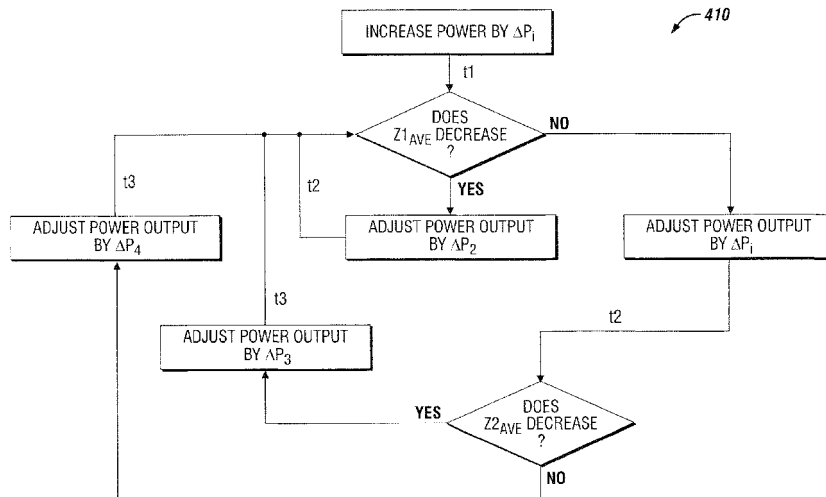 INCREASE POWER BY ΔPi
410
t1
DOES
Z1AVE DECREASE
?
NO
YES
t3
t2
ADJUST POWER OUTPUT
BY ΔP4
ADJUST POWER OUTPUT
BY ΔP2
ADJUST POWER OUTPUT
BY ΔPi
t3
t2
ADJUST POWER OUTPUT
BY ΔP3
YES
DOES
Z2AVE DECREASE
?
NO